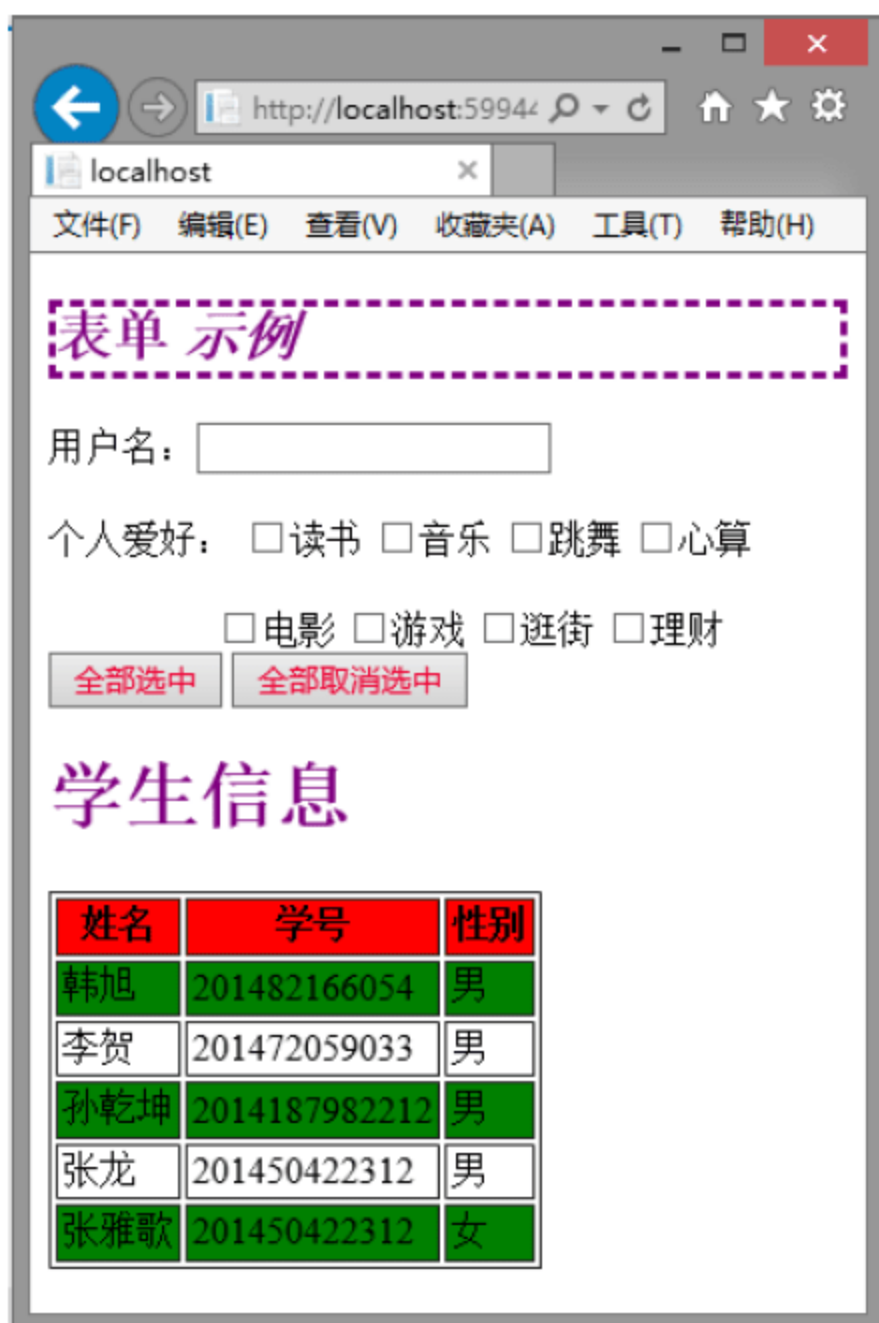 http://localhost:59944
localhost
文件(F) 编辑(E) 查看(V) 收藏夹(A) 工具(T) 帮助(H)
表单 示例
用户名：
个人爱好： 读书 音乐 跳舞 心算
电影 游戏 逛街 理财
全部选中 全部取消选中
学生信息
姓名 学号 性别
韩旭 201482166054 男
李贺 201472059033 男
孙乾坤 2014187982212 男
张龙 201450422312 男
张雅歌 201450422312 女